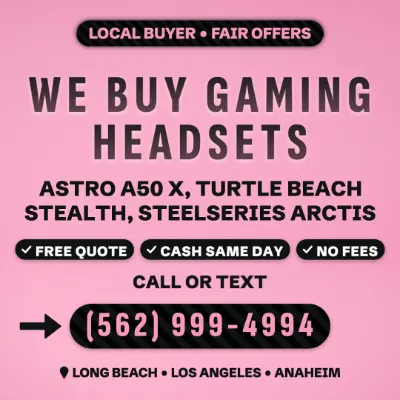 LOCAL BUYER • FAIR OFFERS
WE BUY GAMING
HEADSETS
ASTRO A50 X, TURTLE BEACH
STEALTH, STEELSERIES ARCTIS
✓ FREE QUOTE ✓ CASH SAME DAY ✓ NO FEES
CALL OR TEXT
(562) 999-4994
LONG BEACH • LOS ANGELES • ANAHEIM